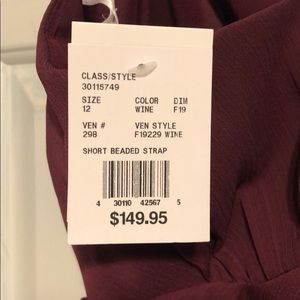 CLASS/STYLE
30115749
SIZE COLOR DIM
12 WINE F19
VEN # VEN STYLE
298 F19229 WINE
SHORT BEADED STRAP
4 30110 42567 5
$149.95